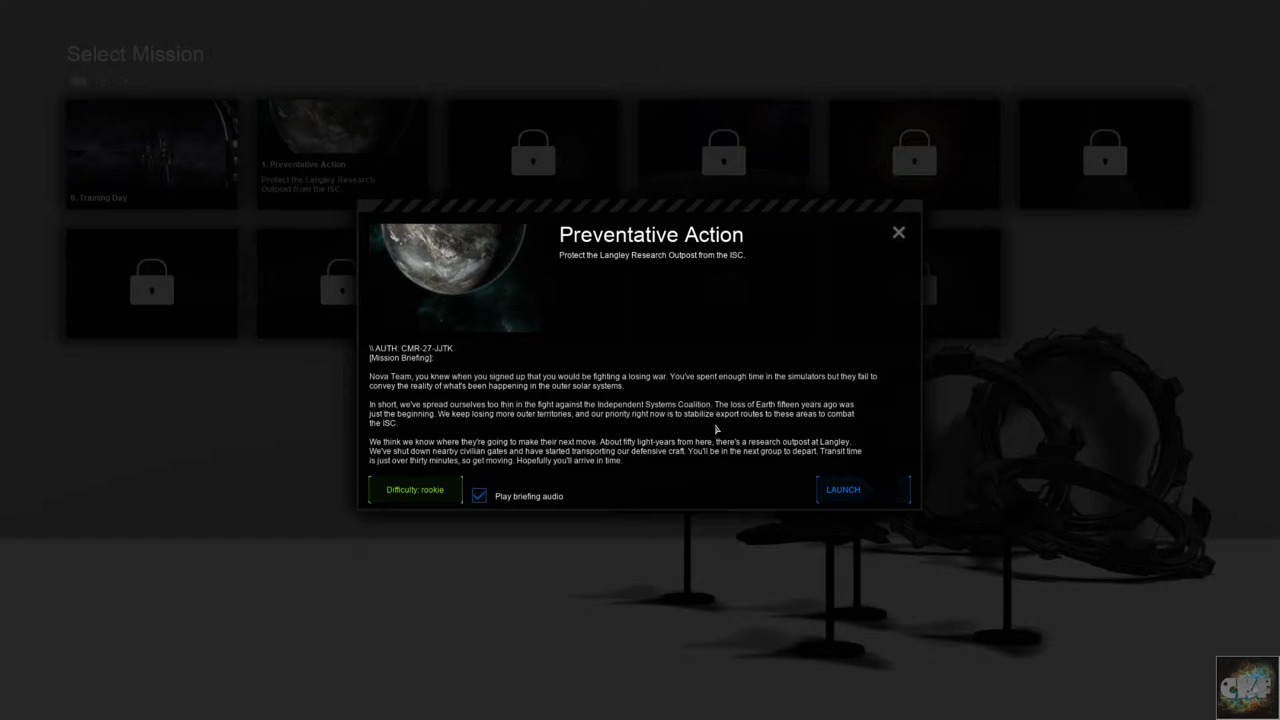 Select Mission
0. Training Day
1. Preventative Action
Protect the Langley Research
Outpost from the ISC.
Preventative Action
Protect the Langley Research Outpost from the ISC.
\\ AUTH: CMR-27-JJTK
[Mission Briefing]:
Nova Team, you knew when you signed up that you would be fighting a losing war. You've spent enough time in the simulators but they fail to
convey the reality of what's been happening in the outer solar systems.
In short, we've spread ourselves too thin in the fight against the Independent Systems Coalition. The loss of Earth fifteen years ago was
just the beginning. We keep losing more outer territories, and our priority right now is to stabilize export routes to these areas to combat
the ISC.
We think we know where they're going to make their next move. About fifty light-years from here, there's a research outpost at Langley.
We've shut down nearby civilian gates and have started transporting our defensive craft. You'll be in the next group to depart. Transit time
is just over thirty minutes, so get moving. Hopefully you'll arrive in time.
Difficulty: rookie
Play briefing audio
LAUNCH